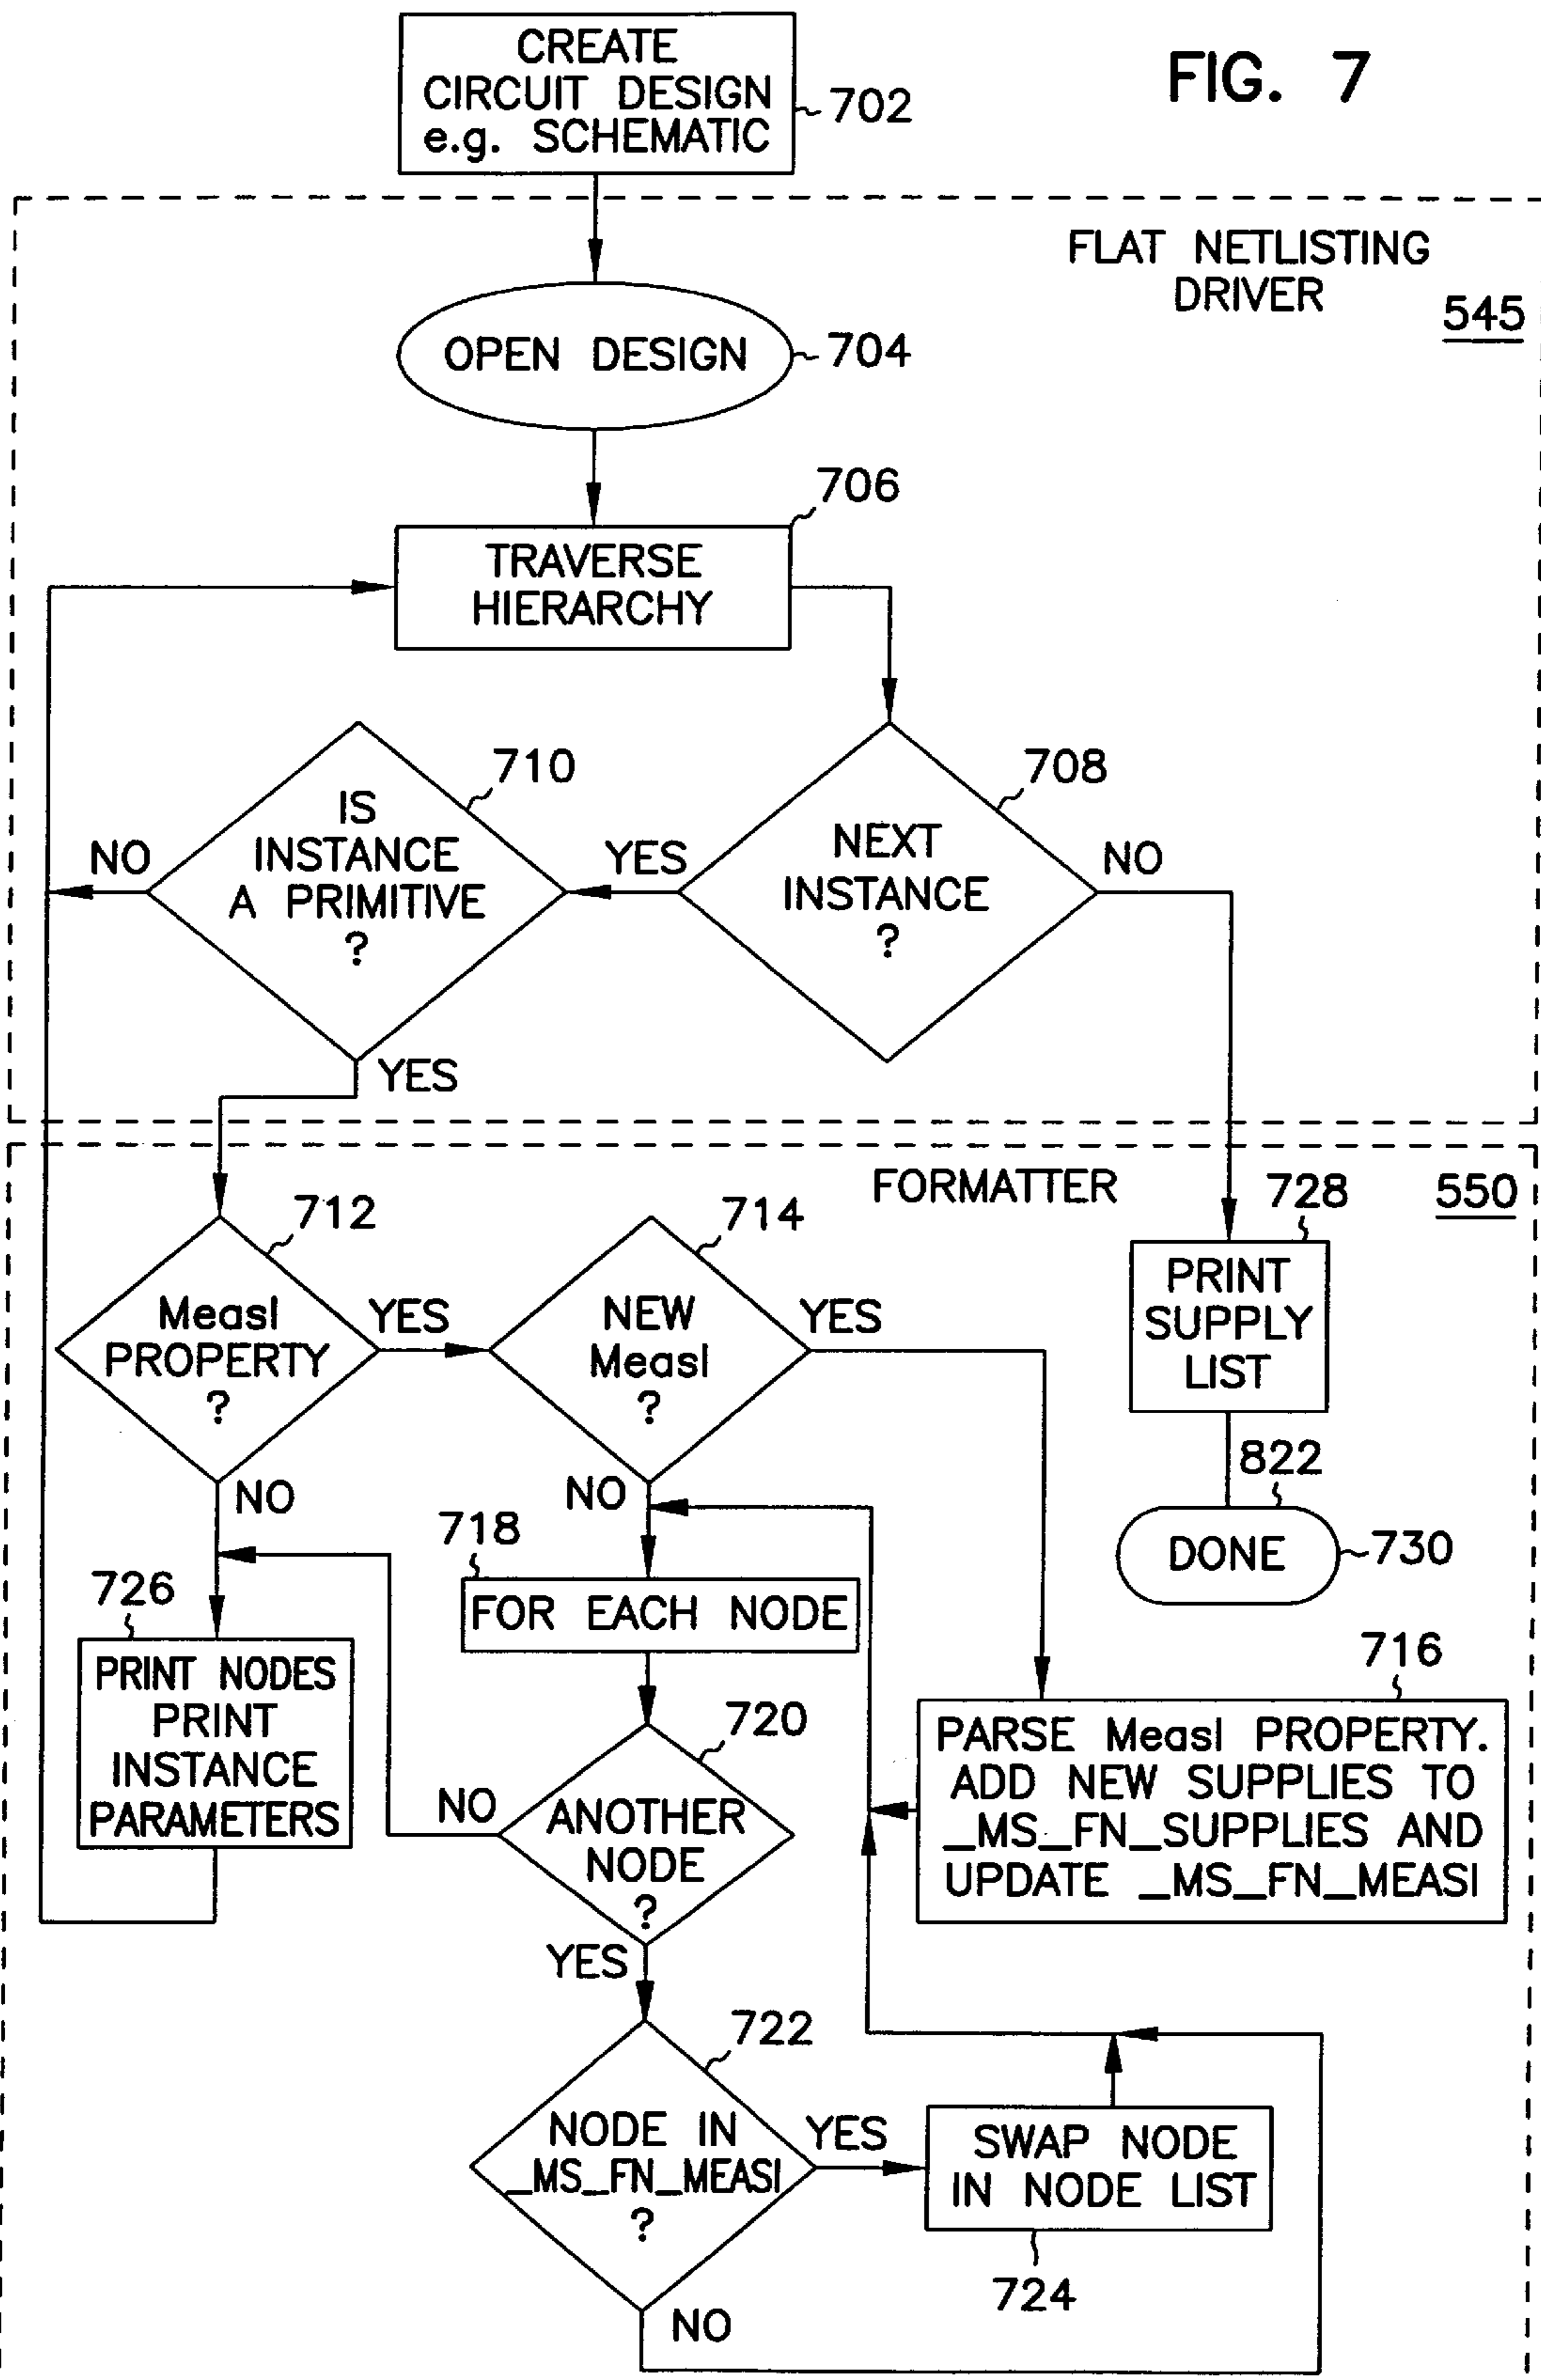 CREATE
CIRCUIT DESIGN
e.g. SCHEMATIC
702
FIG. 7
FLAT NETLISTING
DRIVER
545
OPEN DESIGN
704
706
TRAVERSE
HIERARCHY
710
IS
INSTANCE
A PRIMITIVE
?
NO
YES
708
NEXT
INSTANCE
?
NO
YES
FORMATTER
550
712
MeasI
PROPERTY
?
YES
NO
714
NEW
MeasI
?
YES
NO
728
PRINT
SUPPLY
LIST
822
DONE
730
718
FOR EACH NODE
726
PRINT NODES
PRINT
INSTANCE
PARAMETERS
720
ANOTHER
NODE
?
NO
YES
716
PARSE MeasI PROPERTY.
ADD NEW SUPPLIES TO
_MS_FN_SUPPLIES AND
UPDATE _MS_FN_MEASI
722
NODE IN
_MS_FN_MEASI
?
YES
NO
SWAP NODE
IN NODE LIST
724